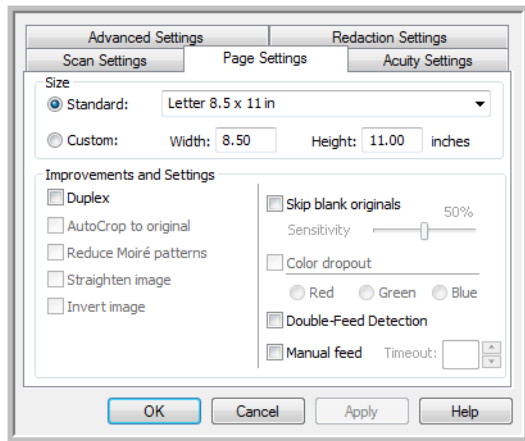 Advanced Settings Redaction Settings
Scan Settings Page Settings Acuity Settings
Size
Standard: Letter 8.5 x 11 in
Custom: Width: 8.50 Height: 11.00 inches
Improvements and Settings
Duplex
AutoCrop to original
Reduce Moiré patterns
Straighten image
Invert image
Skip blank originals 50%
Sensitivity
Color dropout
Red Green Blue
Double-Feed Detection
Manual feed Timeout:
OK Cancel Apply Help